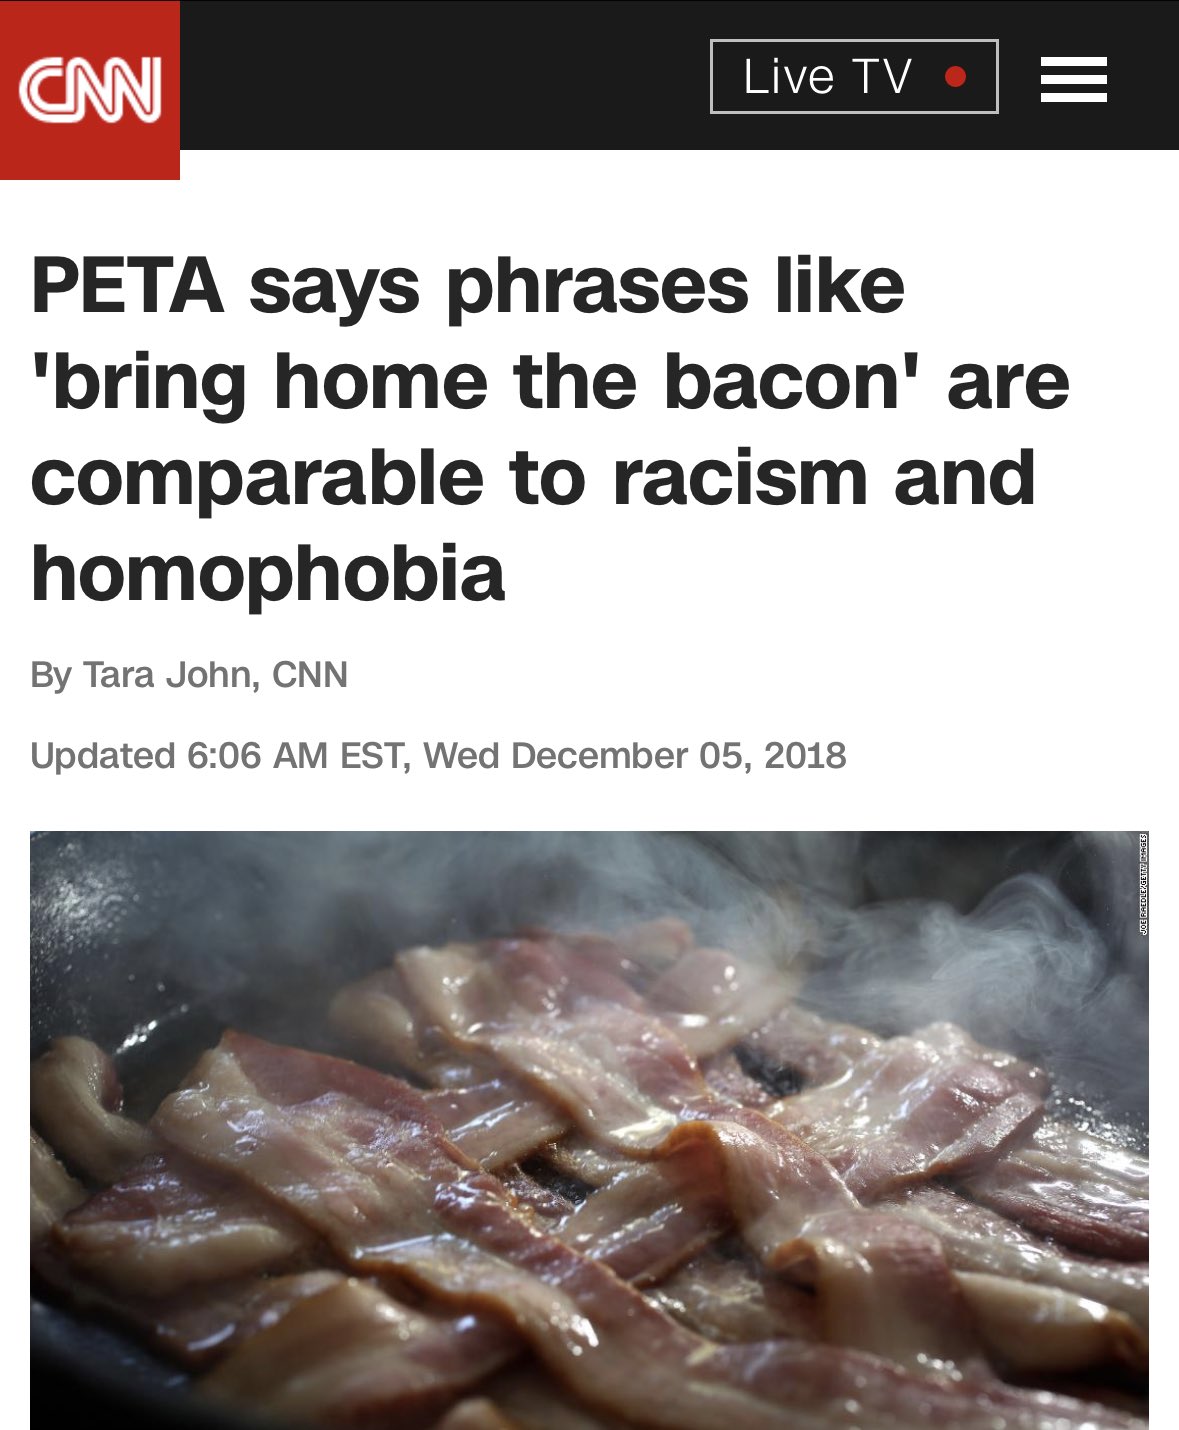 CNN
Live TV
PETA says phrases like
'bring home the bacon' are
comparable to racism and
homophobia
By Tara John, CNN
Updated 6:06 AM EST, Wed December 05, 2018
JOE RAEDLE/GETTY IMAGES